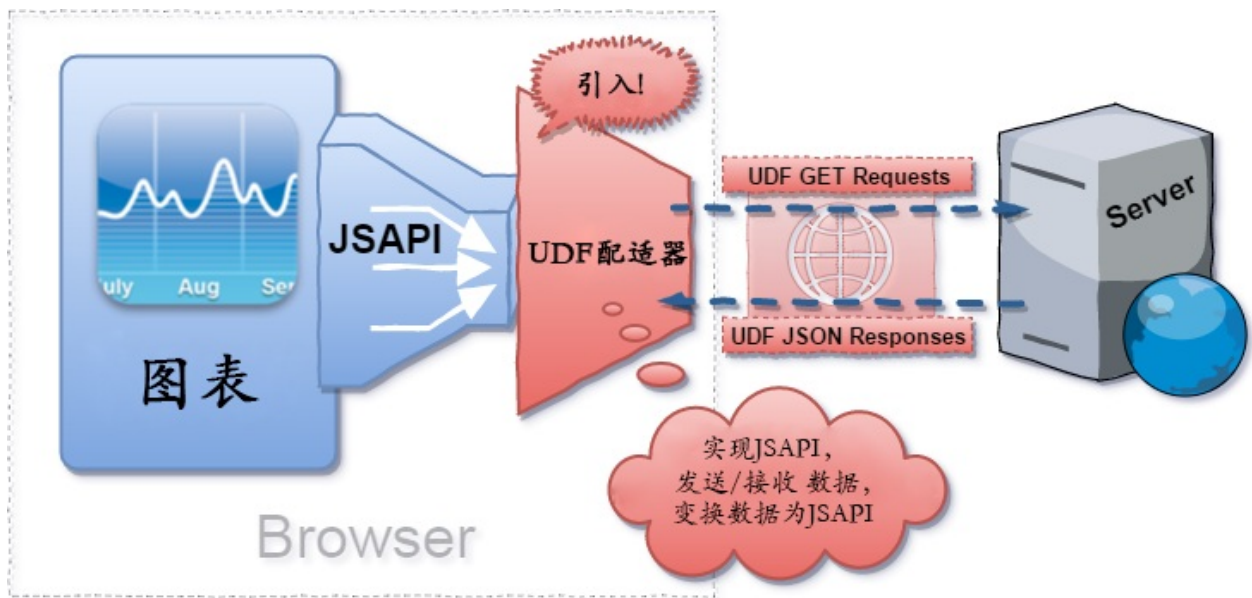 引入!
UDF GET Requests
Server
JSAPI
UDF配适器
July Aug Sep
UDF JSON Responses
图表
实现JSAPI,
发送/接收 数据,
变换数据为JSAPI
Browser